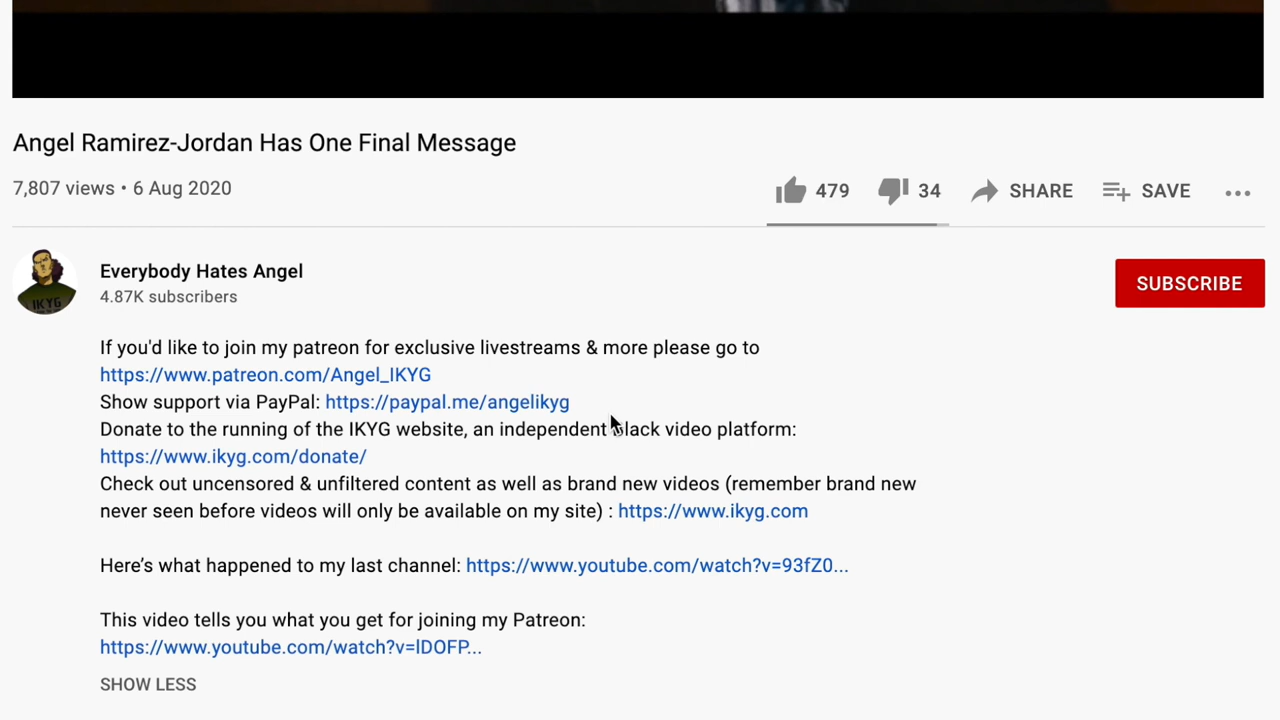 Angel Ramirez-Jordan Has One Final Message
7,807 views • 6 Aug 2020
479 34 SHARE SAVE
Everybody Hates Angel
4.87K subscribers
SUBSCRIBE
IKYG
If you'd like to join my patreon for exclusive livestreams & more please go to
https://www.patreon.com/Angel_IKYG
Show support via PayPal: https://paypal.me/angelikyg
Donate to the running of the IKYG website, an independent black video platform:
https://www.ikyg.com/donate/
Check out uncensored & unfiltered content as well as brand new videos (remember brand new
never seen before videos will only be available on my site) : https://www.ikyg.com
Here’s what happened to my last channel: https://www.youtube.com/watch?v=93fZ0...
This video tells you what you get for joining my Patreon:
https://www.youtube.com/watch?v=lDOFP...
SHOW LESS